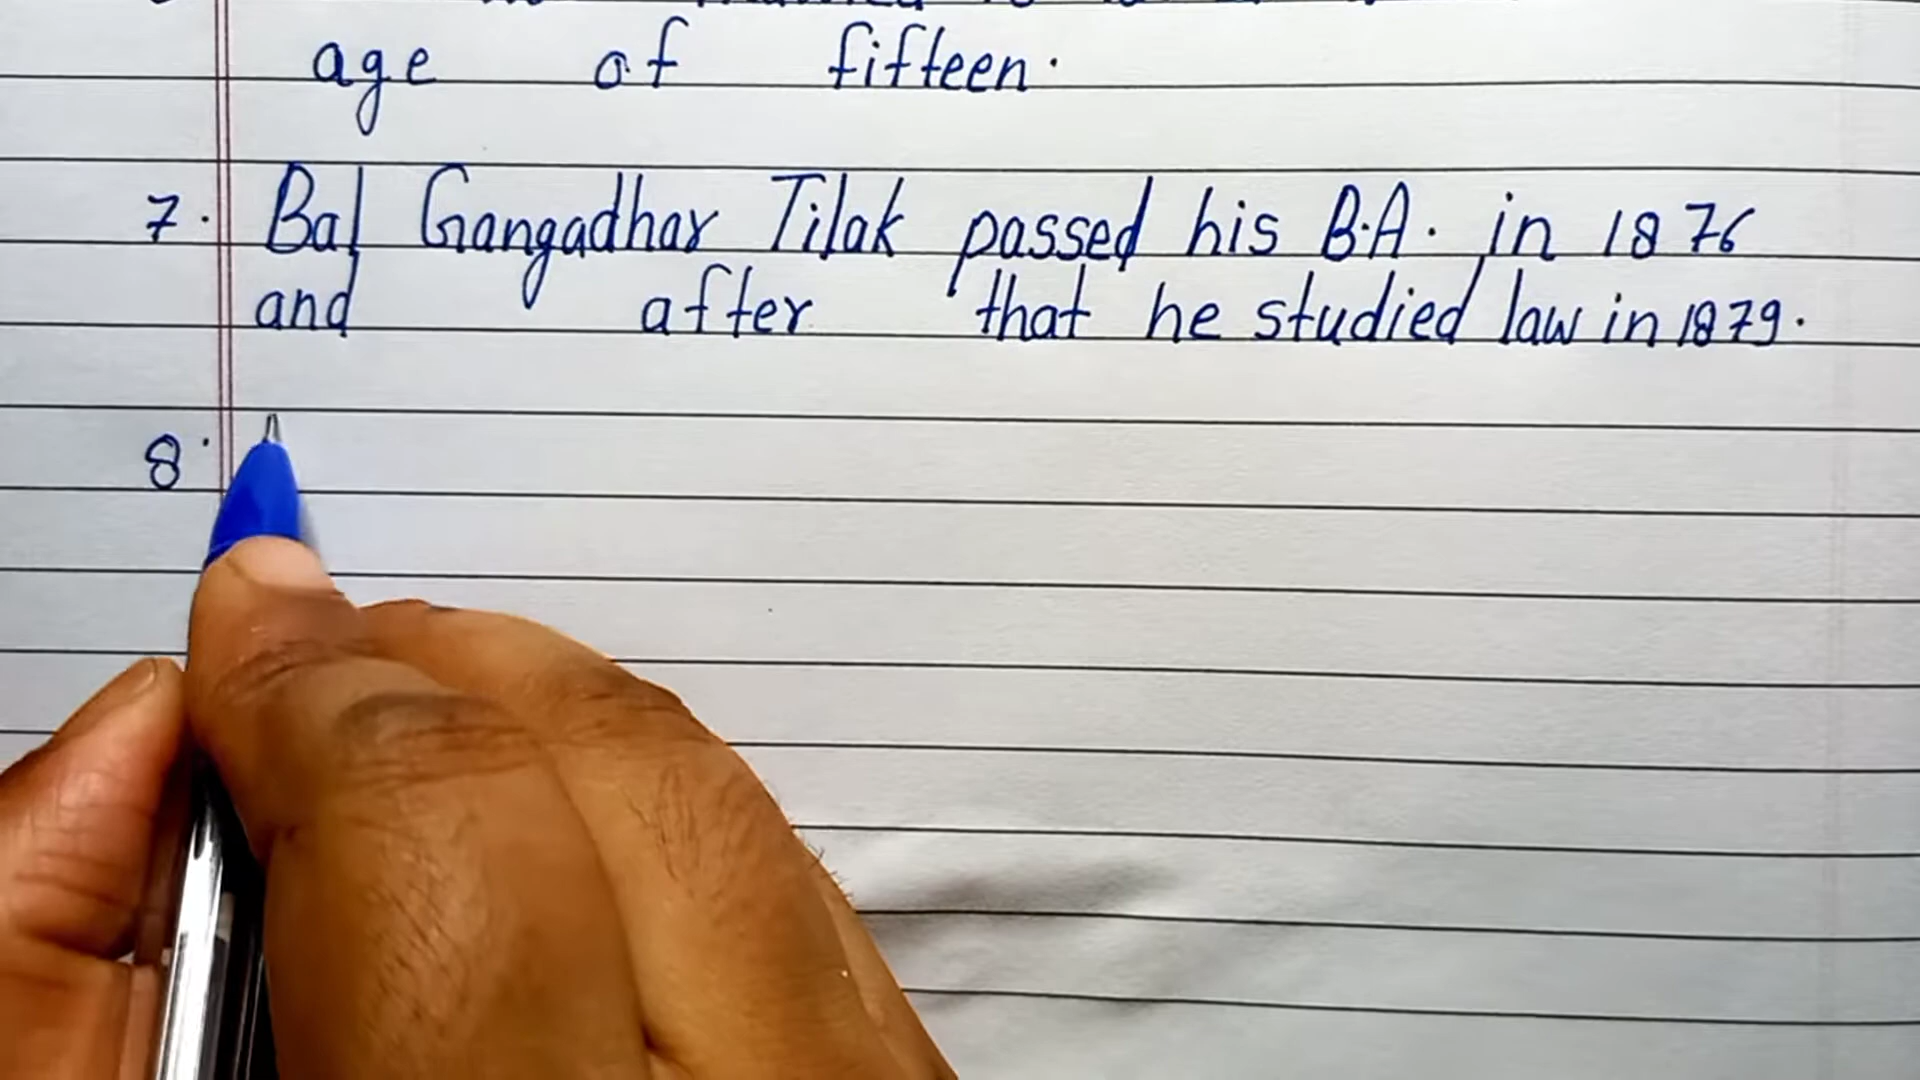 age of fifteen.
7. Bal Gangadhar Tilak passed his B.A. in 1876
and after that he studied law in 1879.
8.